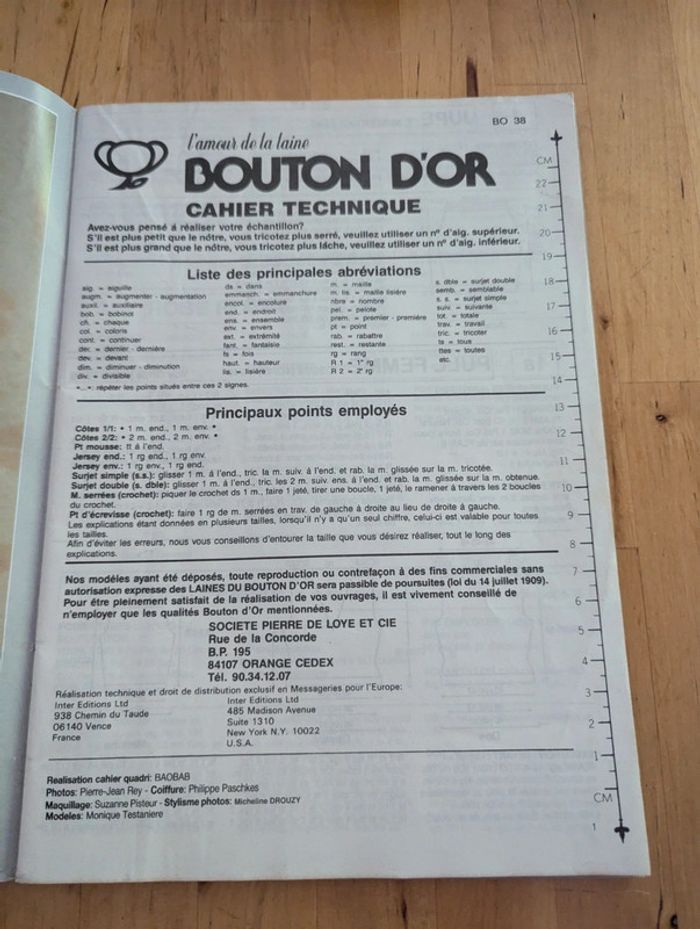 BO 38
l'amour de la laine
BOUTON D'OR
CAHIER TECHNIQUE
Avez-vous pensé à réaliser votre échantillon?
S'il est plus petit que le nôtre, vous tricotez plus serré, veuillez utiliser un n° d'aig. supérieur.
S'il est plus grand que le nôtre, vous tricotez plus lâche, veuillez utiliser un n° d'aig. inférieur.
Liste des principales abréviations
aig. = aiguille
augm. = augmenter - augmentation
auxil. = auxiliaire
bob. = bobinot
ch. = chaque
col. = coloris
cont. = continuer
der. = dernier - dernière
dev. = devant
dim. = diminuer - diminution
div. = divisible
ds = dans
emmanch. = emmanchure
encol. = encolure
end. = endroit
ens. = ensemble
env. = envers
ext. = extrémité
fant. = fantaisie
fs = fois
haut. = hauteur
lis. = lisière
m. = maille
m. lis. = maille lisière
nbre = nombre
pel. = pelote
prem. = premier - première
pt = point
rab. = rabattre
rest. = restante
rg = rang
R 1 = 1° rg
R 2 = 2° rg
s. dble = surjet double
semb. = semblable
s. s. = surjet simple
suiv. = suivante
tot. = totale
trav. = travail
tric. = tricoter
ts = tous
ttes = toutes
etc.
*...*: répéter les points situés entre ces 2 signes.
Principaux points employés
Côtes 1/1: * 1 m. end., 1 m. env. *
Côtes 2/2: * 2 m. end., 2 m. env. *
Pt mousse: tt à l'end.
Jersey end.: 1 rg end., 1 rg env.
Jersey env.: 1 rg env., 1 rg end.
Surjet simple (s.s.): glisser 1 m. à l'end., tric. la m. suiv. à l'end. et rab. la m. glissée sur la m. tricotée.
Surjet double (s. dble): glisser 1 m. à l'end., tric. les 2 m. suiv. ens. à l'end. et rab. la m. glissée sur la m. obtenue.
M. serrées (crochet): piquer le crochet ds 1 m., faire 1 jeté, tirer une boucle, 1 jeté, le ramener à travers les 2 boucles
du crochet.
Pt d'écrevisse (crochet): faire 1 rg de m. serrées en trav. de gauche à droite au lieu de droite à gauche.
Les explications étant données en plusieurs tailles, lorsqu'il n'y a qu'un seul chiffre, celui-ci est valable pour toutes
les tailles.
Afin d'éviter les erreurs, nous vous conseillons d'entourer la taille que vous désirez réaliser, tout le long des
explications.
Nos modèles ayant été déposés, toute reproduction ou contrefaçon à des fins commerciales sans
autorisation expresse des LAINES DU BOUTON D'OR sera passible de poursuites (loi du 14 juillet 1909).
Pour être pleinement satisfait de la réalisation de vos ouvrages, il est vivement conseillé de
n'employer que les qualités Bouton d'Or mentionnées.
SOCIETE PIERRE DE LOYE ET CIE
Rue de la Concorde
B.P. 195
84107 ORANGE CEDEX
Tél. 90.34.12.07
Réalisation technique et droit de distribution exclusif en Messageries pour l'Europe:
Inter Editions Ltd
938 Chemin du Taude
06140 Vence
France
Inter Editions Ltd
485 Madison Avenue
Suite 1310
New York N.Y. 10022
U.S.A.
Realisation cahier quadri: BAOBAB
Photos: Pierre-Jean Rey - Coiffure: Philippe Paschkes
Maquillage: Suzanne Pisteur - Stylisme photos: Micheline DROUZY
Modeles: Monique Testaniere
CM
22
21
20
19
18
17
16
15
14
13
12
11
10
9
8
7
6
5
4
3
2
1
CM
1